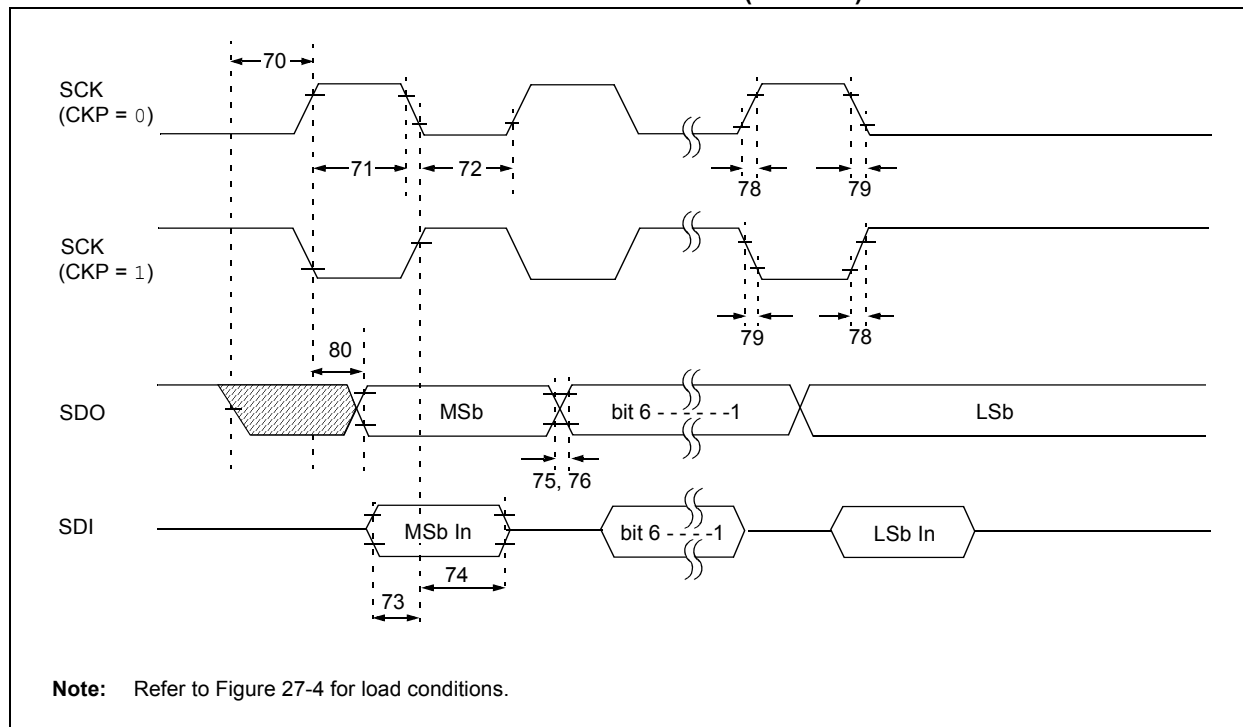 70
SCK
(CKP = 0)
71
72
78
79
SCK
(CKP = 1)
79
78
80
SDO
MSb
bit 6 - - - - - -1
LSb
75, 76
SDI
MSb In
bit 6 - - - -1
LSb In
74
73
Note: Refer to Figure 27-4 for load conditions.